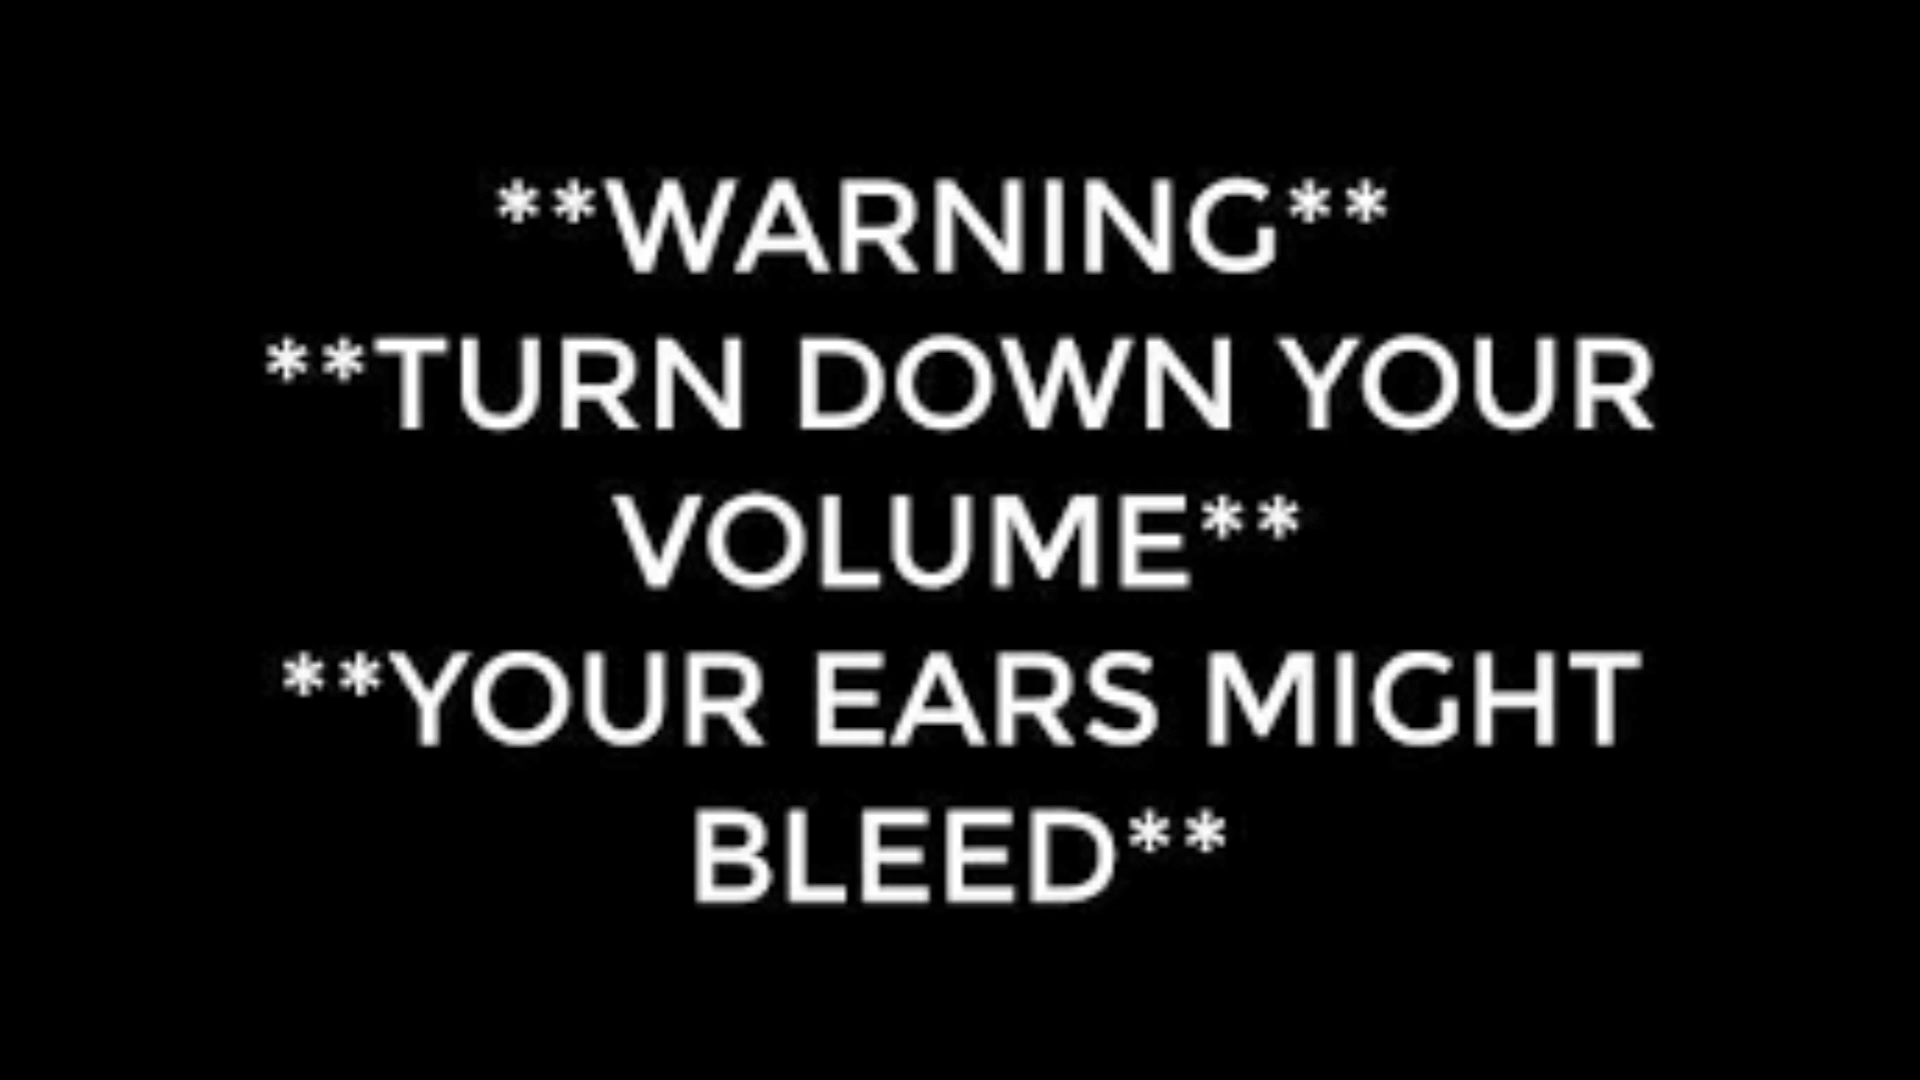 **WARNING**
**TURN DOWN YOUR
VOLUME**
**YOUR EARS MIGHT
BLEED**